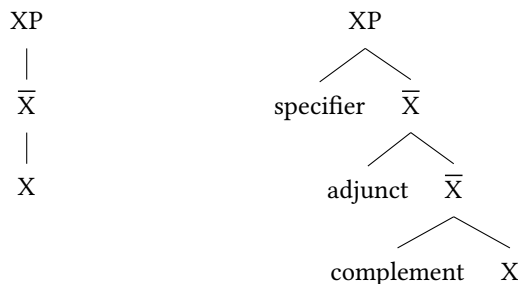 XP XP
X̅ specifier X̅
X adjunct X̅
complement X